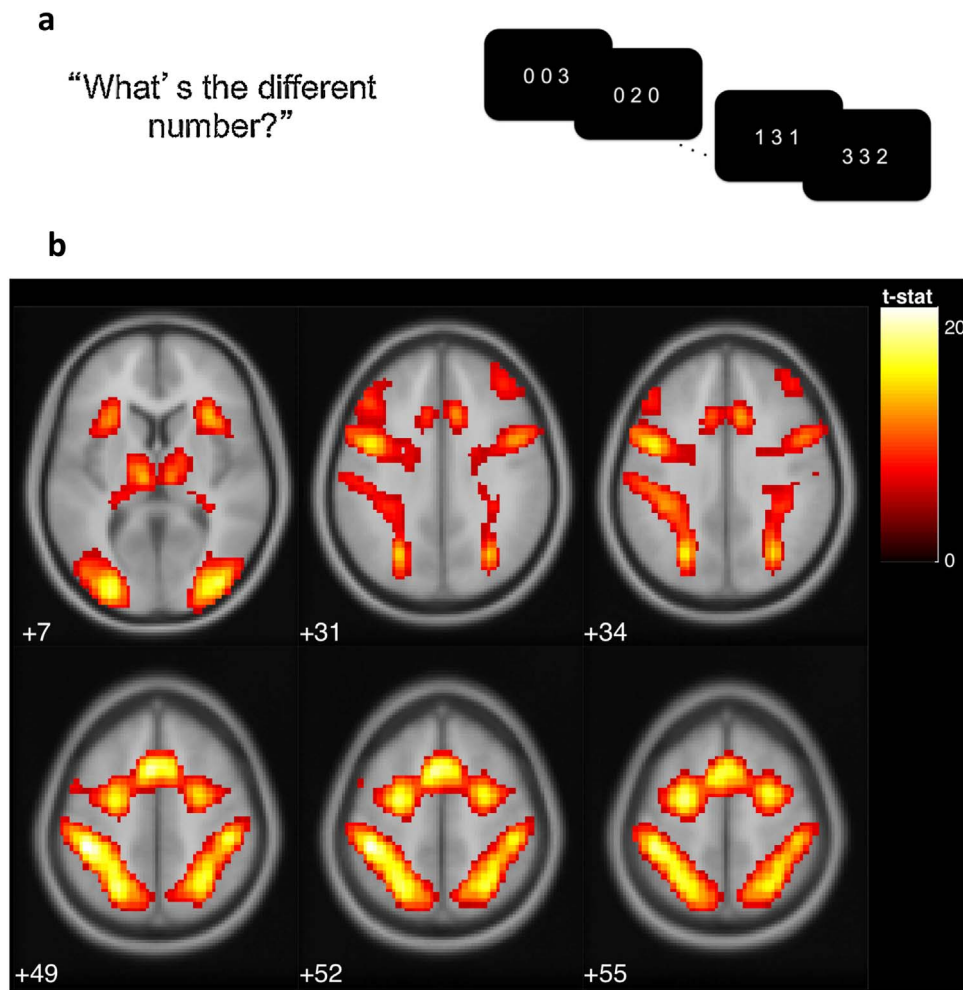 a
“What’ s the different
number?”
0 0 3
0 2 0
1 3 1
3 3 2
b
t-stat
20
0
+7
+31
+34
+49
+52
+55